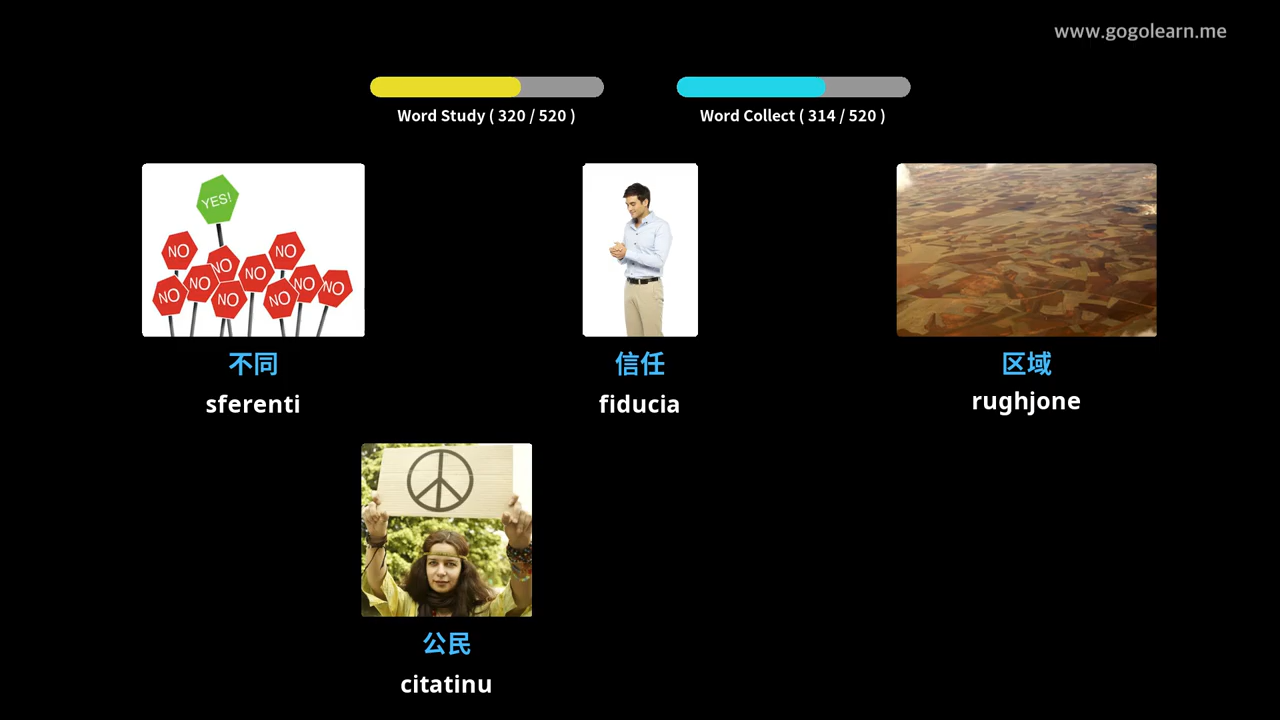 www.gogolearn.me
Word Study ( 320 / 520 )
Word Collect ( 314 / 520 )
YES!
NO
NO
NO
NO
NO
NO
NO
NO
NO
NO
不同
信任
区域
sferenti
fiducia
rughjone
公民
citatinu